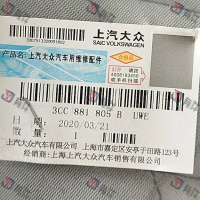 上汽大众
SAIC VOLKSWAGEN
产品名: 上汽大众汽车用维修配件
3CC 881 805 B UWE
日期: 2020/03/21
数量: 1
上汽大众汽车有限公司 上海市嘉定区安亭于田路123号
经销商: 上海上汽大众汽车销售有限公司